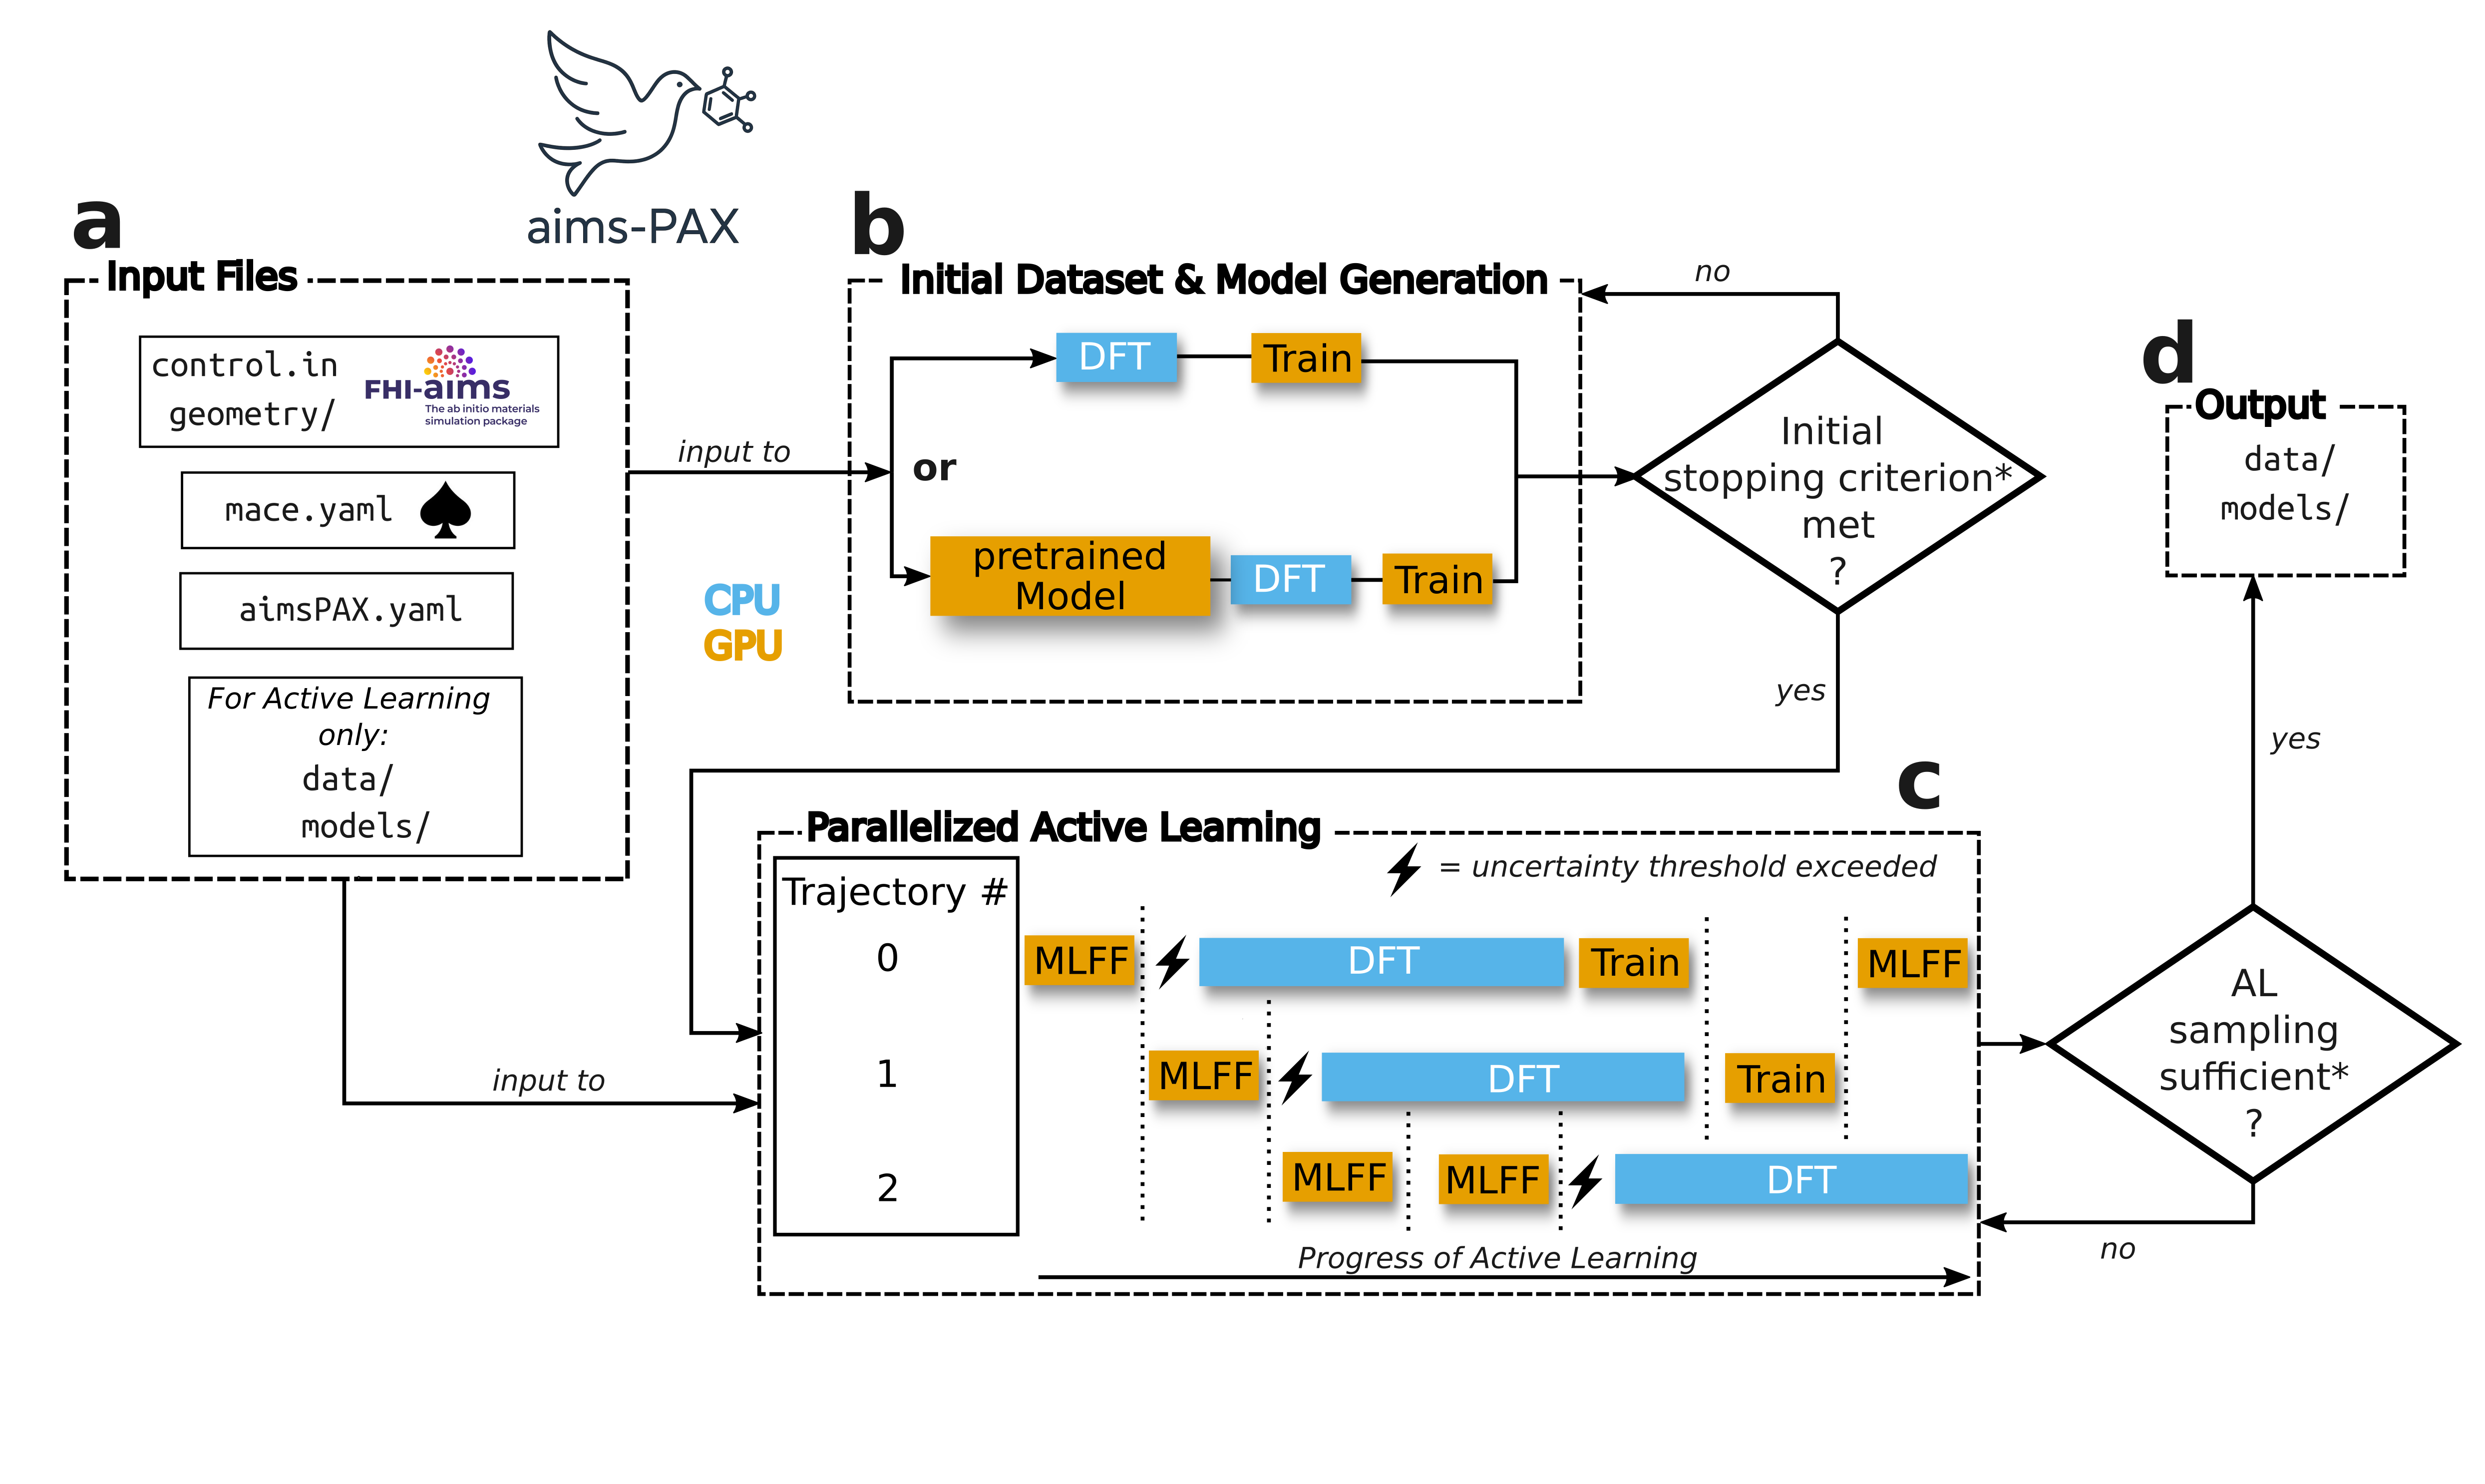 aims-PAX
a
Input Files
control.in
geometry/
FHI-aims
The ab initio materials
simulation package
mace.yaml
aimsPAX.yaml
For Active Learning
only:
data/
models/
input to
input to
CPU
GPU
b
Initial Dataset & Model Generation
DFT
Train
or
pretrained
Model
DFT
Train
no
Initial
stopping criterion*
met
?
yes
c
Parallelized Active Learning
= uncertainty threshold exceeded
Trajectory #
0
MLFF
DFT
Train
MLFF
1
MLFF
DFT
Train
2
MLFF
MLFF
DFT
Progress of Active Learning
AL
sampling
sufficient*
?
no
yes
d
Output
data/
models/